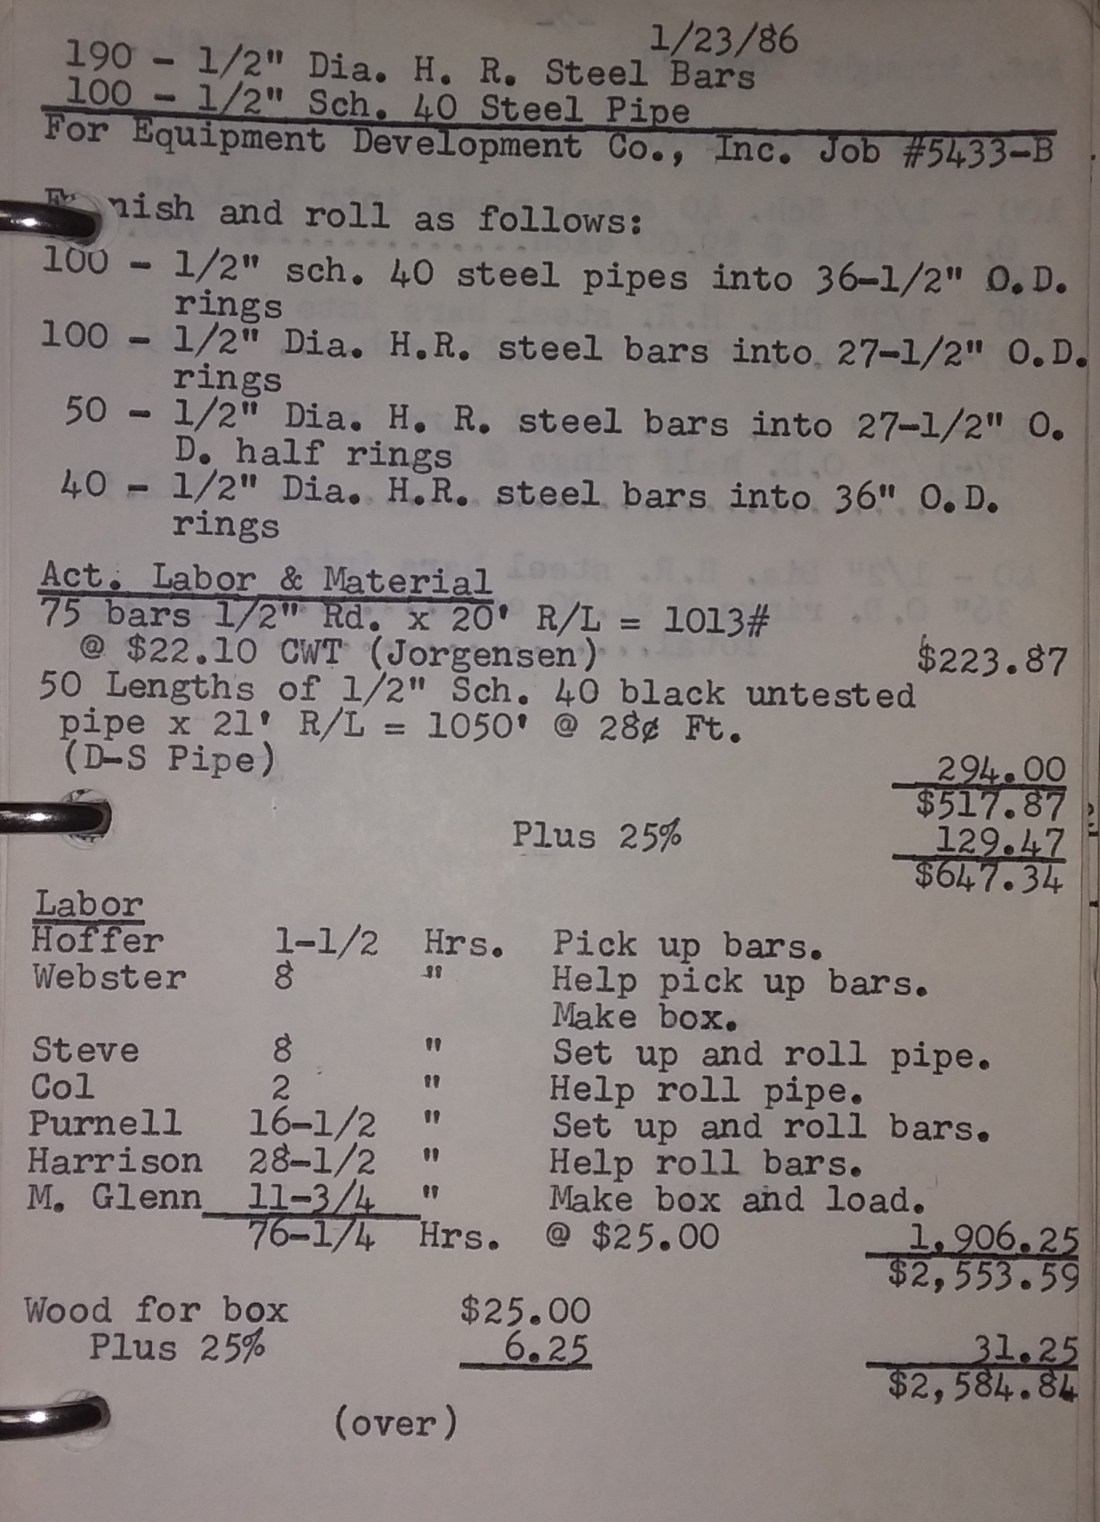 1/23/86
190 - 1/2" Dia. H. R. Steel Bars
100 - 1/2" Sch. 40 Steel Pipe
For Equipment Development Co., Inc. Job #5433-B
nish and roll as follows:
100 - 1/2" sch. 40 steel pipes into 36-1/2" O.D.
rings
100 - 1/2" Dia. H.R. steel bars into 27-1/2" O.D.
rings
50 - 1/2" Dia. H. R. steel bars into 27-1/2" O.
D. half rings
40 - 1/2" Dia. H.R. steel bars into 36" O.D.
rings
Act. Labor & Material
75 bars 1/2" Rd. x 20' R/L = 1013#
@ $22.10 CWT (Jorgensen) $223.87
50 Lengths of 1/2" Sch. 40 black untested
pipe x 21' R/L = 1050' @ 28¢ Ft.
(D-S Pipe) 294.00
$517.87
Plus 25% 129.47
$647.34
Labor
Hoffer 1-1/2 Hrs. Pick up bars.
Webster 8 " Help pick up bars.
Make box.
Steve 8 " Set up and roll pipe.
Col 2 " Help roll pipe.
Purnell 16-1/2 " Set up and roll bars.
Harrison 28-1/2 " Help roll bars.
M. Glenn 11-3/4 " Make box and load.
76-1/4 Hrs. @ $25.00 1,906.25
$2,553.59
Wood for box $25.00
Plus 25% 6.25 31.25
$2,584.84
(over)